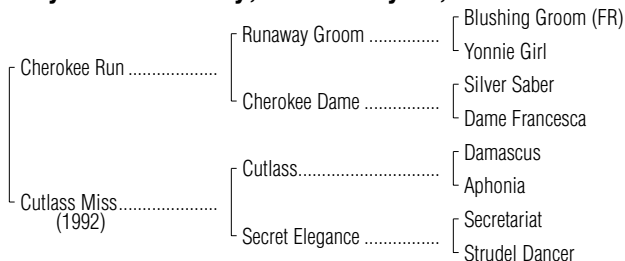 Blushing Groom (FR)
Runaway Groom ...............
Yonnie Girl
Cherokee Run ...................
Silver Saber
Cherokee Dame ................
Dame Francesca
Damascus
Cutlass..............................
Aphonia
Cutlass Miss.....................
(1992)
Secretariat
Secret Elegance ................
Strudel Dancer